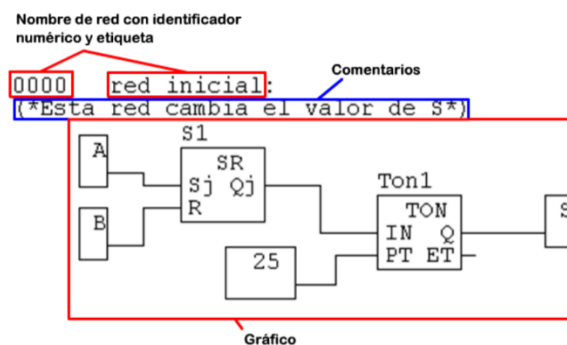 Nombre de red con identificador
numérico y etiqueta
Comentarios
0000 red inicial:
(*Esta red cambia el valor de S*)
S1
A
SR
Sj Qj
R
B
Ton1
TON
IN Q
PT ET
25
S
Gráfico